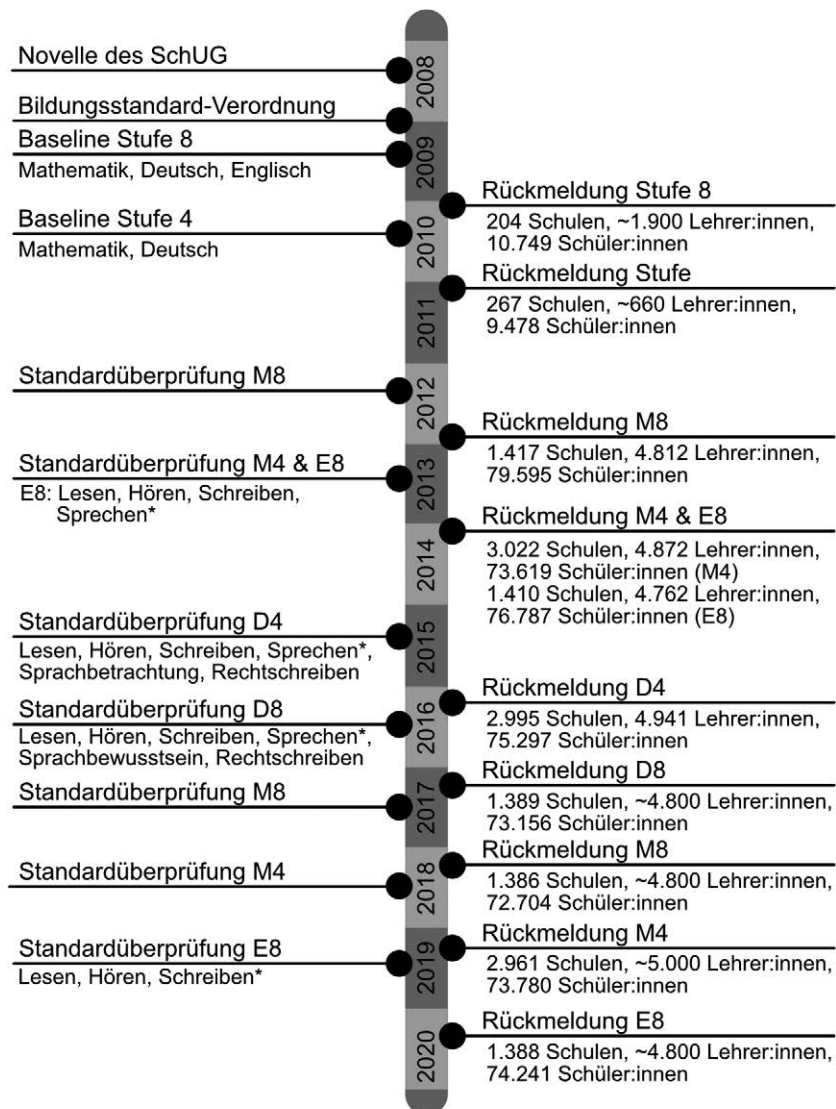 Novelle des SchUG
2008
Bildungsstandard-Verordnung
Baseline Stufe 8
Mathematik, Deutsch, Englisch
2009
Rückmeldung Stufe 8
204 Schulen, ~1.900 Lehrer:innen,
10.749 Schüler:innen
Baseline Stufe 4
Mathematik, Deutsch
2010
Rückmeldung Stufe
267 Schulen, ~660 Lehrer:innen,
9.478 Schüler:innen
2011
Standardüberprüfung M8
2012
Rückmeldung M8
1.417 Schulen, 4.812 Lehrer:innen,
79.595 Schüler:innen
Standardüberprüfung M4 & E8
E8: Lesen, Hören, Schreiben,
Sprechen*
2013
Rückmeldung M4 & E8
3.022 Schulen, 4.872 Lehrer:innen,
73.619 Schüler:innen (M4)
1.410 Schulen, 4.762 Lehrer:innen,
76.787 Schüler:innen (E8)
2014
Standardüberprüfung D4
Lesen, Hören, Schreiben, Sprechen*,
Sprachbetrachtung, Rechtschreiben
2015
Rückmeldung D4
2.995 Schulen, 4.941 Lehrer:innen,
75.297 Schüler:innen
Standardüberprüfung D8
Lesen, Hören, Schreiben, Sprechen*,
Sprachbewusstsein, Rechtschreiben
2016
Rückmeldung D8
1.389 Schulen, ~4.800 Lehrer:innen,
73.156 Schüler:innen
Standardüberprüfung M8
2017
Rückmeldung M8
1.386 Schulen, ~4.800 Lehrer:innen,
72.704 Schüler:innen
Standardüberprüfung M4
2018
Rückmeldung M4
2.961 Schulen, ~5.000 Lehrer:innen,
73.780 Schüler:innen
Standardüberprüfung E8
Lesen, Hören, Schreiben*
2019
Rückmeldung E8
1.388 Schulen, ~4.800 Lehrer:innen,
74.241 Schüler:innen
2020